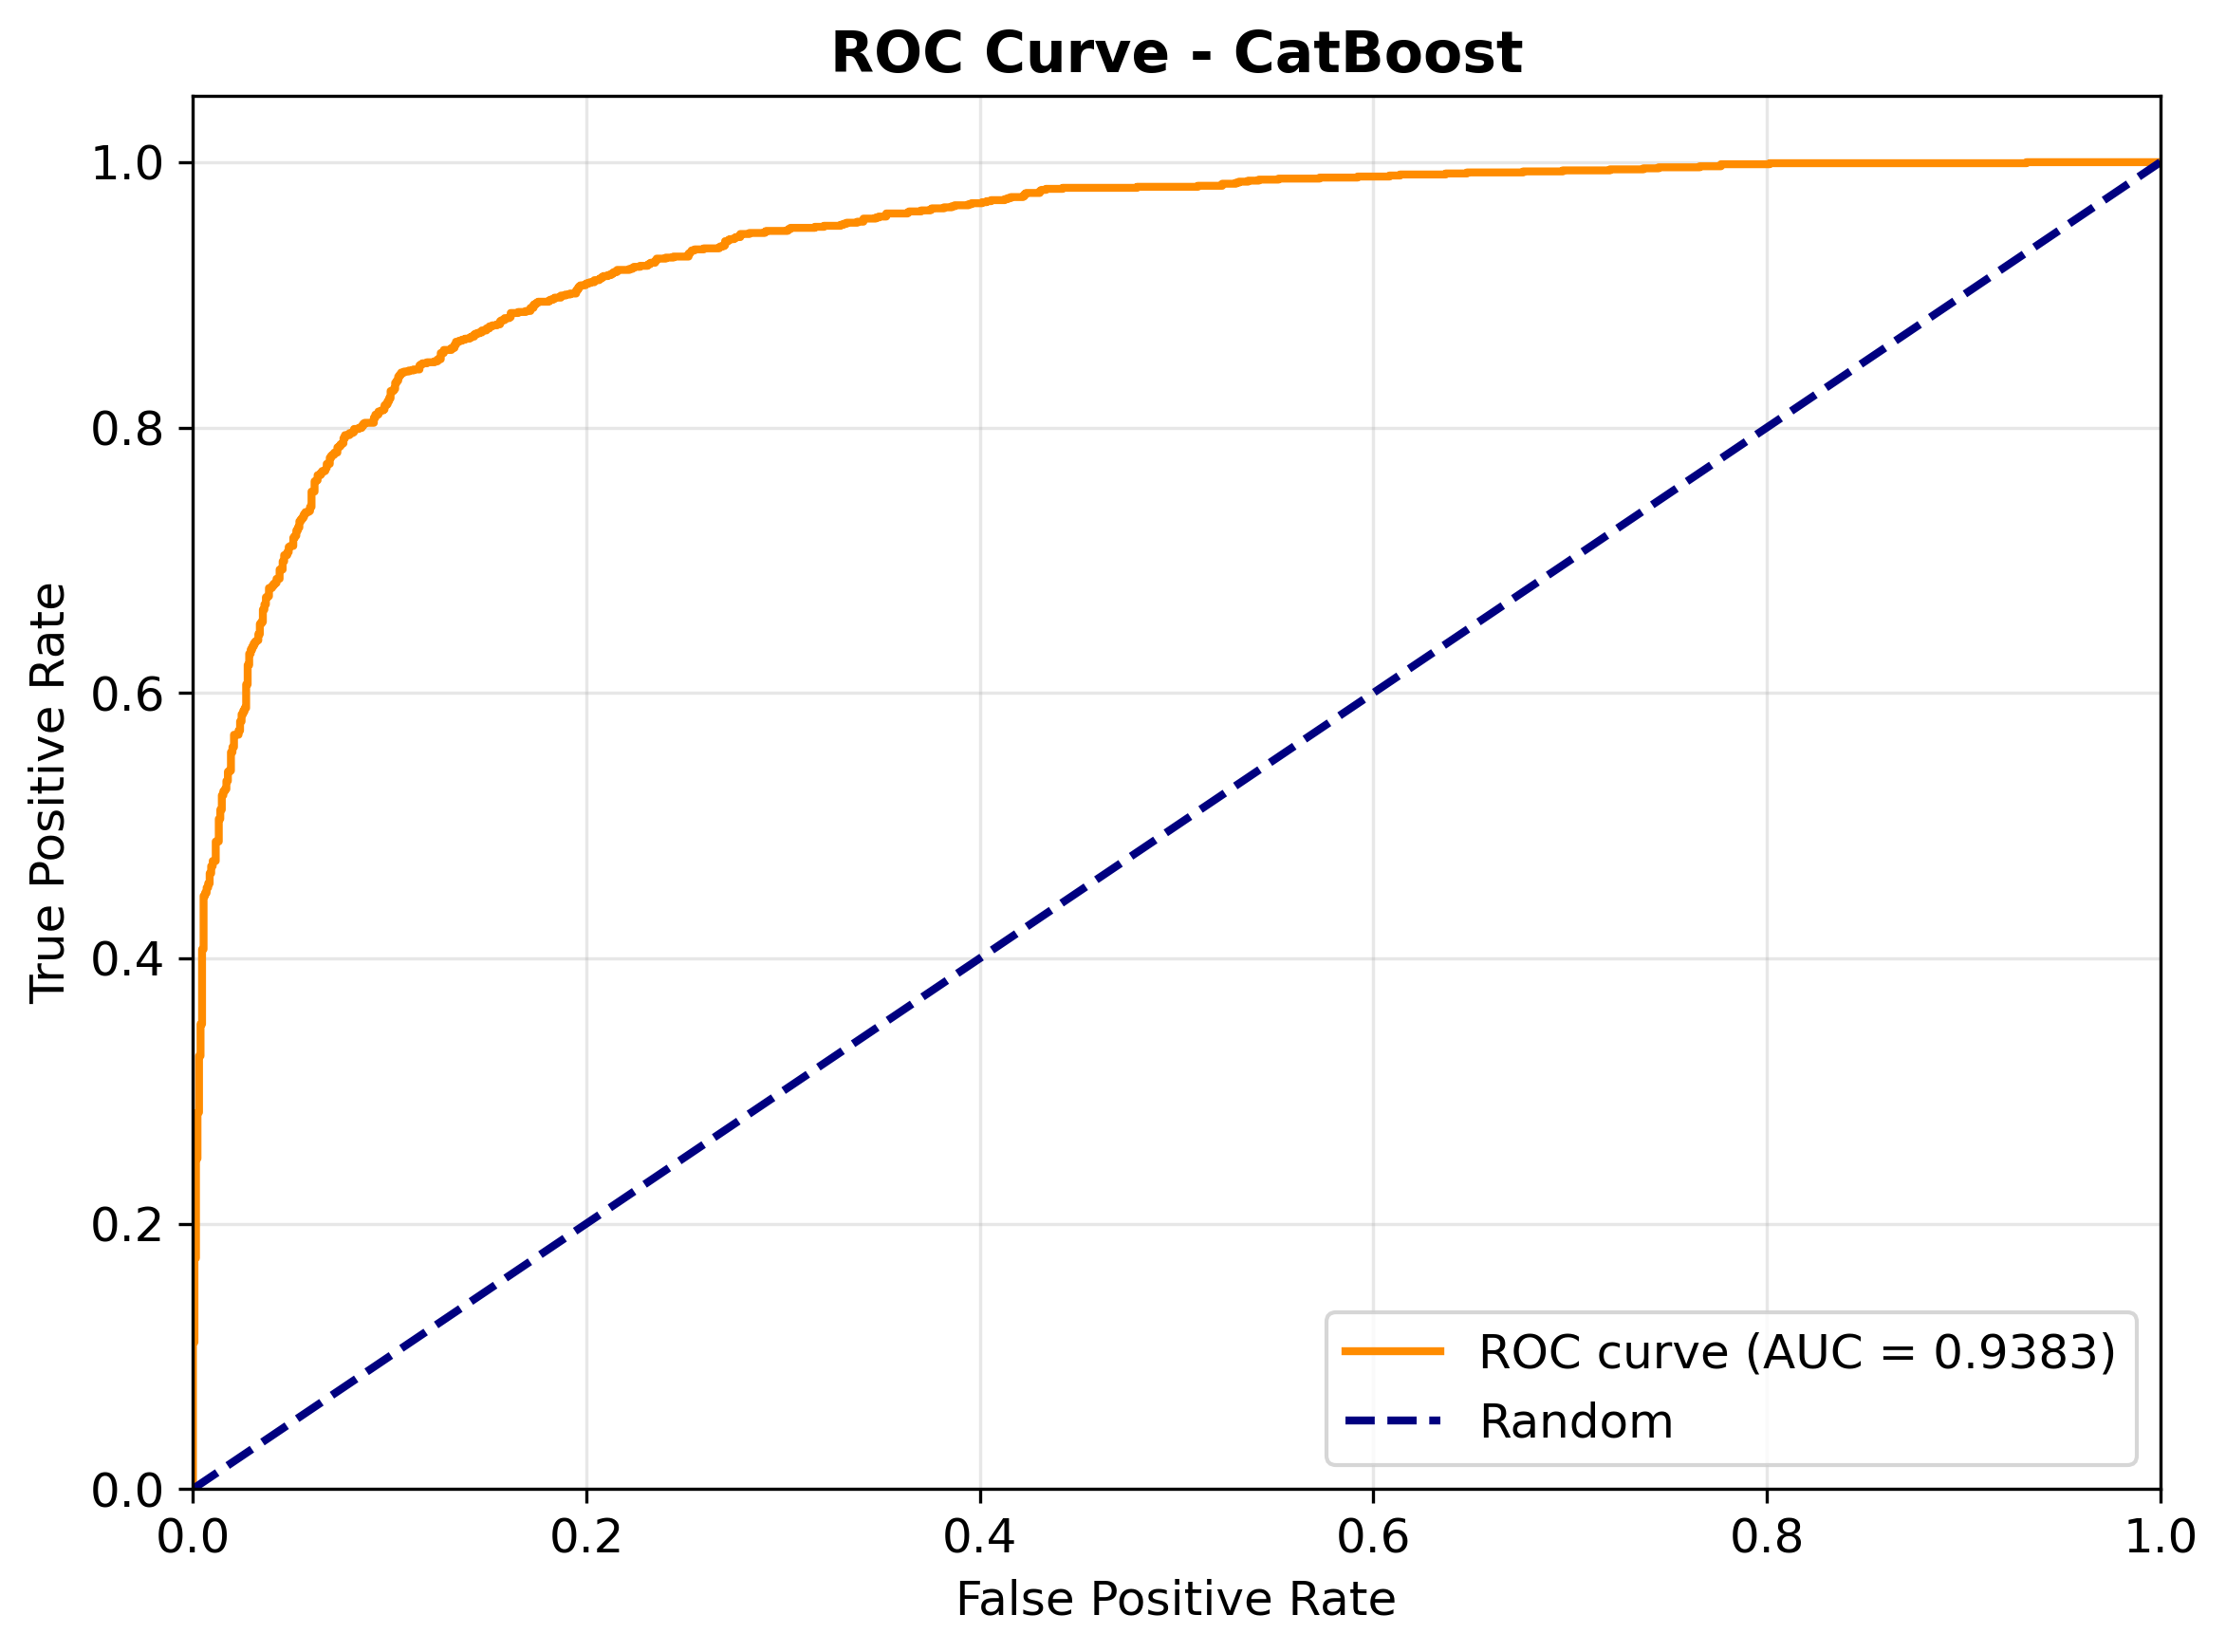 ROC Curve - CatBoost
True Positive Rate
1.0
0.8
0.6
0.4
0.2
0.0
0.0 0.2 0.4 0.6 0.8 1.0
False Positive Rate
ROC curve (AUC = 0.9383)
Random